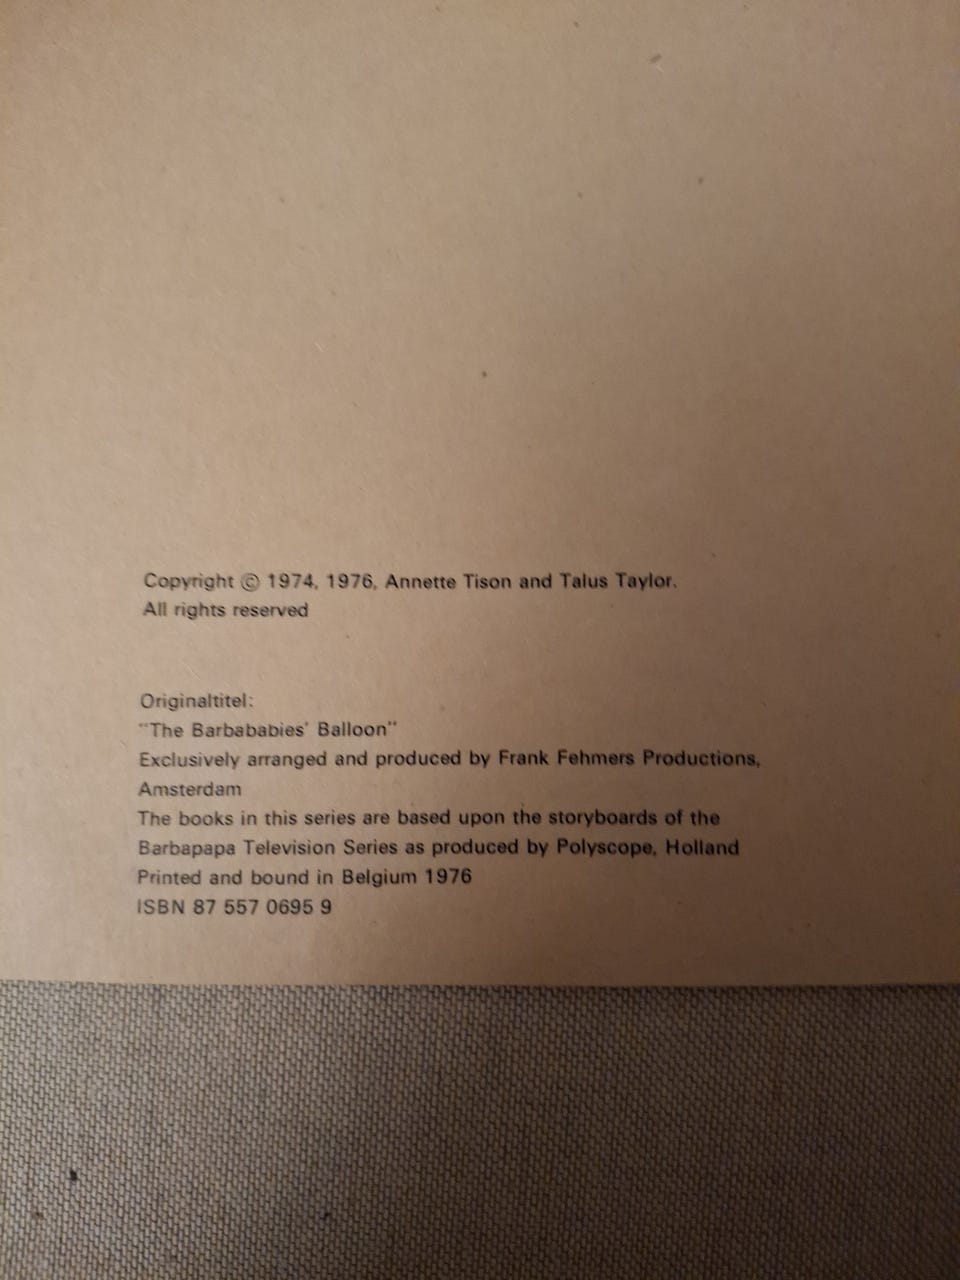 Copyright © 1974, 1976, Annette Tison and Talus Taylor.
All rights reserved
Originaltitel:
"The Barbababies' Balloon"
Exclusively arranged and produced by Frank Fehmers Productions,
Amsterdam
The books in this series are based upon the storyboards of the
Barbapapa Television Series as produced by Polyscope, Holland
Printed and bound in Belgium 1976
ISBN 87 557 0695 9